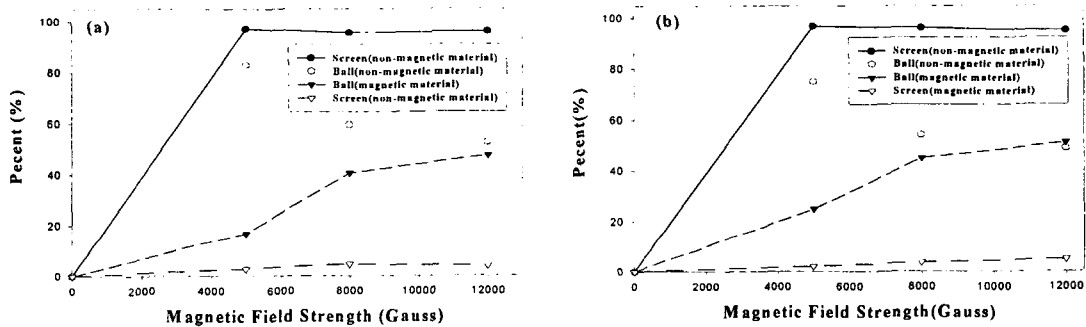 (a)
100
80
60
40
20
0
Pecent (%)
Screen(non-magnetic material)
Ball(non-magnetic material)
Ball(magnetic material)
Screen(non-magnetic material)
0 2000 4000 6000 8000 10000 12000
Magnetic Field Strength (Gauss)
(b)
100
80
60
40
20
0
Pecent(%)
Screen(non-magnetic material)
Ball(non-magnetic material)
Ball(magnetic material)
Screen(magnetic material)
0 2000 4000 6000 8000 10000 12000
Magnetic Field Strength(Gauss)